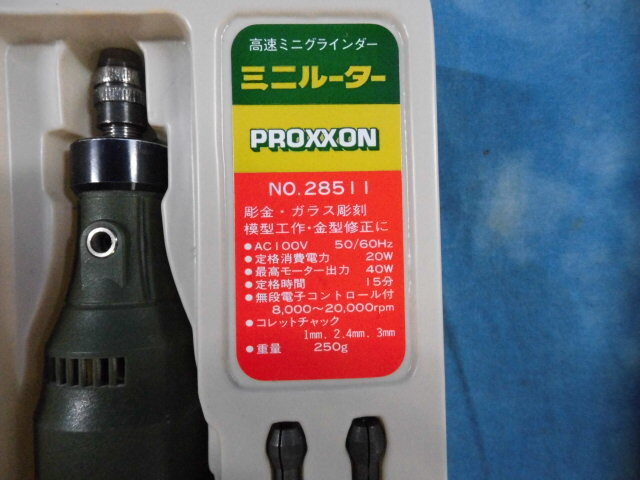 高速ミニグラインダー
ミニルーター
PROXXON
NO.28511
彫金・ガラス彫刻
模型工作・金型修正に
●AC100V 50/60Hz
●定格消費電力 20W
●最高モーター出力 40W
●定格時間 15分
●無段電子コントロール付
8,000〜20,000rpm
●コレットチャック
1mm. 2.4mm. 3mm
●重量 250g